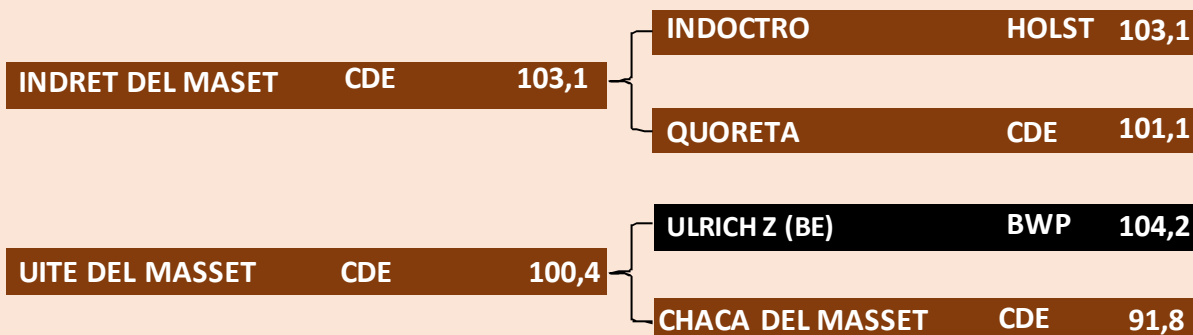 INDOCTRO HOLST 103,1
INDRET DEL MASET CDE 103,1
QUORETA CDE 101,1
ULRICH Z (BE) BWP 104,2
UITE DEL MASSET CDE 100,4
CHACA DEL MASSET CDE 91,8